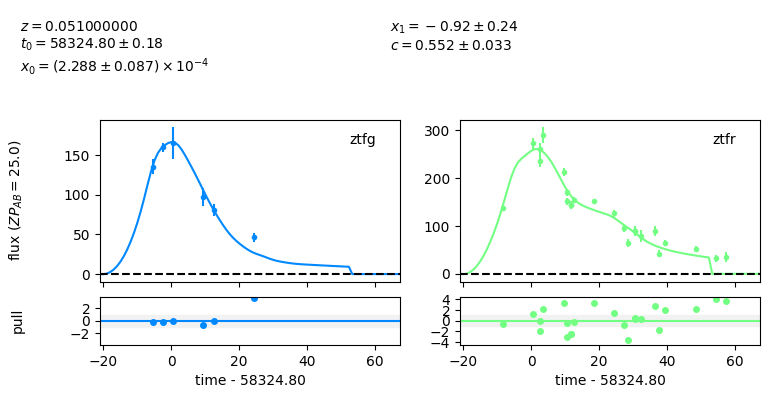 z = 0.051000000
t₀ = 58324.80 ± 0.18
x₀ = (2.288 ± 0.087) × 10⁻⁴
x₁ = −0.92 ± 0.24
c = 0.552 ± 0.033
flux (ZP_AB = 25.0)
150
100
50
0
ztfg
300
200
100
0
ztfr
pull
2
0
−2
−20 0 20 40 60
time - 58324.80
4
2
0
−2
−4
−20 0 20 40 60
time - 58324.80